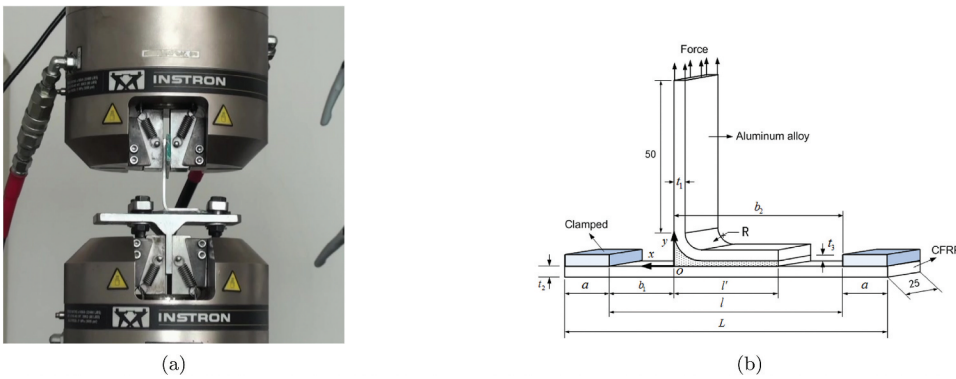 INSTRON
INSTRON
(a)
Force
50
Aluminum alloy
t₁
b₂
Clamped
y
R
t₃
x
o
CFRP
t₂
a
b₁
l'
a
25
l
L
(b)